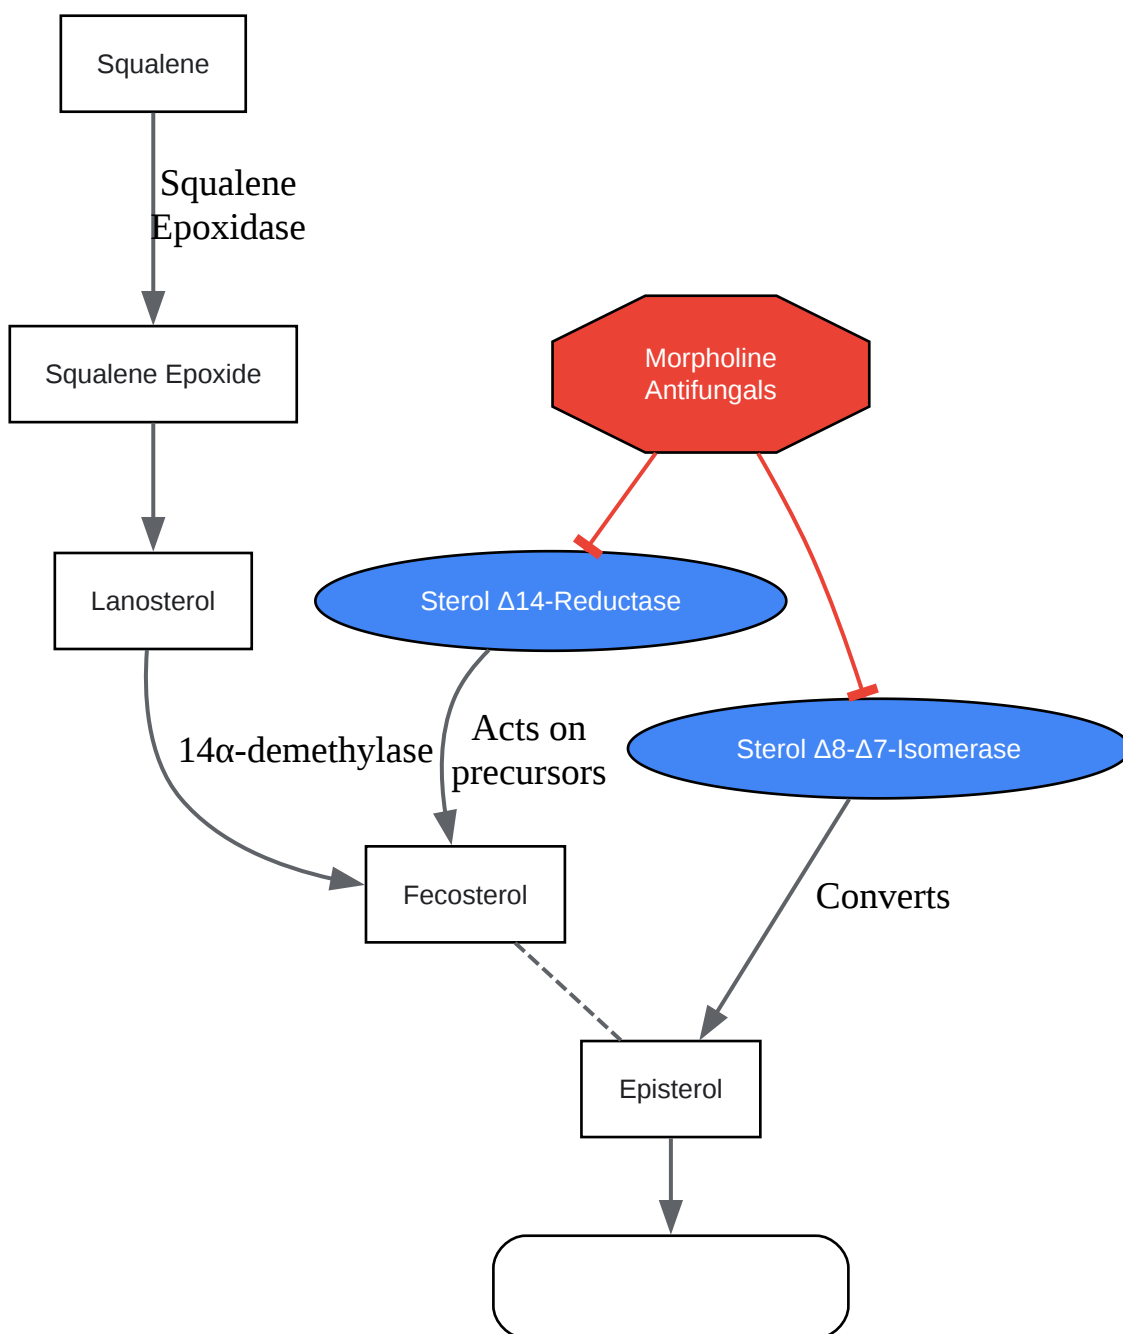 Squalene
Squalene
Epoxidase
Squalene Epoxide
Morpholine
Antifungals
Lanosterol
Sterol Δ14-Reductase
14α-demethylase
Acts on
precursors
Sterol Δ8-Δ7-Isomerase
Fecosterol
Converts
Episterol